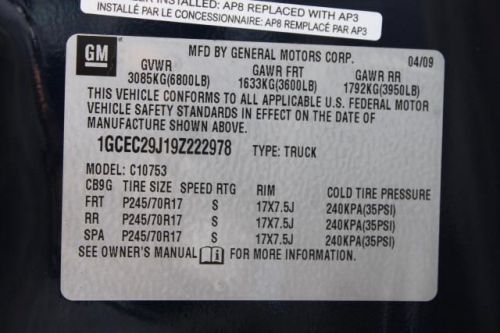 ER INSTALLED: AP8 REPLACED WITH AP3
INSTALLÉ PAR LE CONCESSIONNAIRE: AP8 REMPLACÉ PAR AP3
GM
MFD BY GENERAL MOTORS CORP. 04/09
GVWR GAWR FRT GAWR RR
3085KG(6800LB) 1633KG(3600LB) 1792KG(3950LB)
THIS VEHICLE CONFORMS TO ALL APPLICABLE U.S. FEDERAL MOTOR
VEHICLE SAFETY STANDARDS IN EFFECT ON THE DATE OF
MANUFACTURE SHOWN ABOVE.
1GCEC29J19Z222978 TYPE: TRUCK
MODEL: C10753
CB9G TIRE SIZE SPEED RTG RIM COLD TIRE PRESSURE
FRT P245/70R17 S 17X7.5J 240KPA(35PSI)
RR P245/70R17 S 17X7.5J 240KPA(35PSI)
SPA P245/70R17 S 17X7.5J 240KPA(35PSI)
SEE OWNER'S MANUAL FOR MORE INFORMATION.